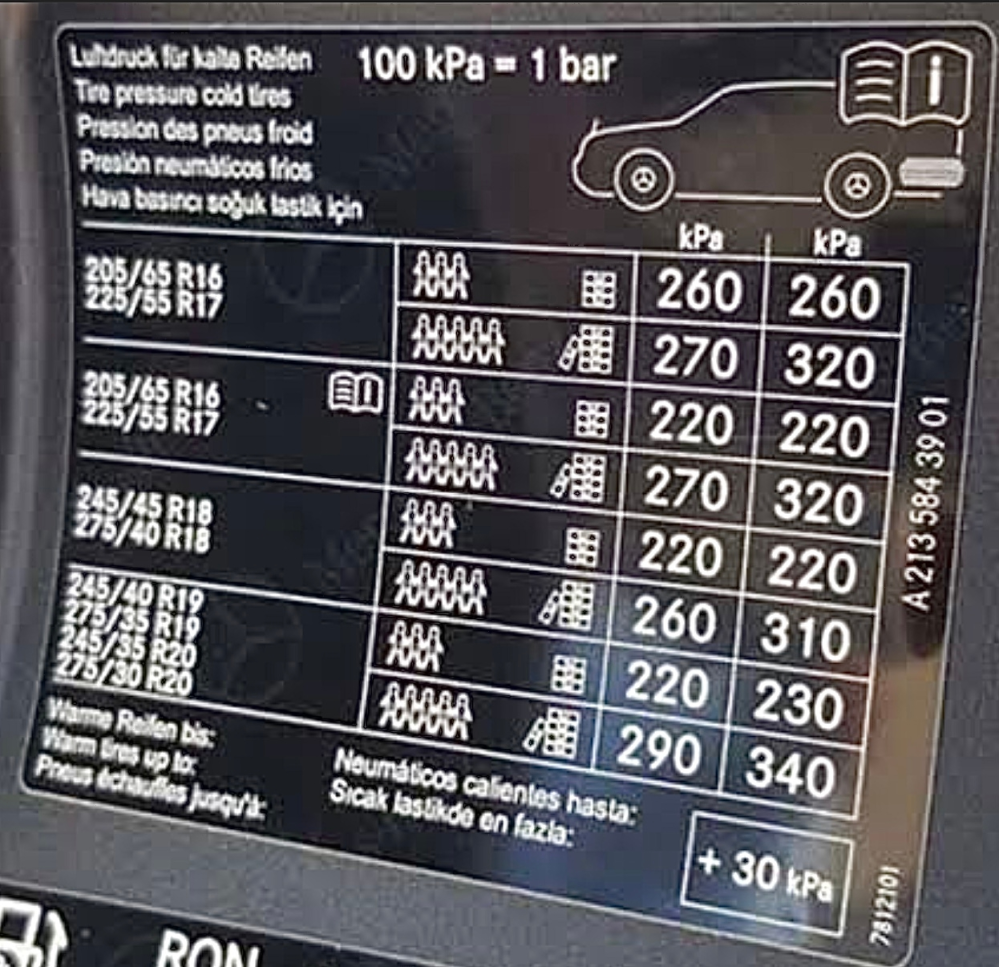 Luftdruck für kalte Reifen
100 kPa = 1 bar
Tire pressure cold tires
Pression des pneus froid
Presión neumáticos frios
Hava basıncı soğuk lastik için
i
kPa kPa
205/65 R16
225/55 R17
260 260
270 320
205/65 R16
225/55 R17
220 220
270 320
245/45 R18
275/40 R18
220 220
260 310
245/40 R19
275/35 R19
245/35 R20
275/30 R20
220 230
290 340
Warme Reifen bis:
Warm tires up to:
Pneus échauffés jusqu'à:
Neumáticos calientes hasta:
Sıcak lastikde en fazla:
+ 30 kPa
A 213 584 39 01
7812101
RON